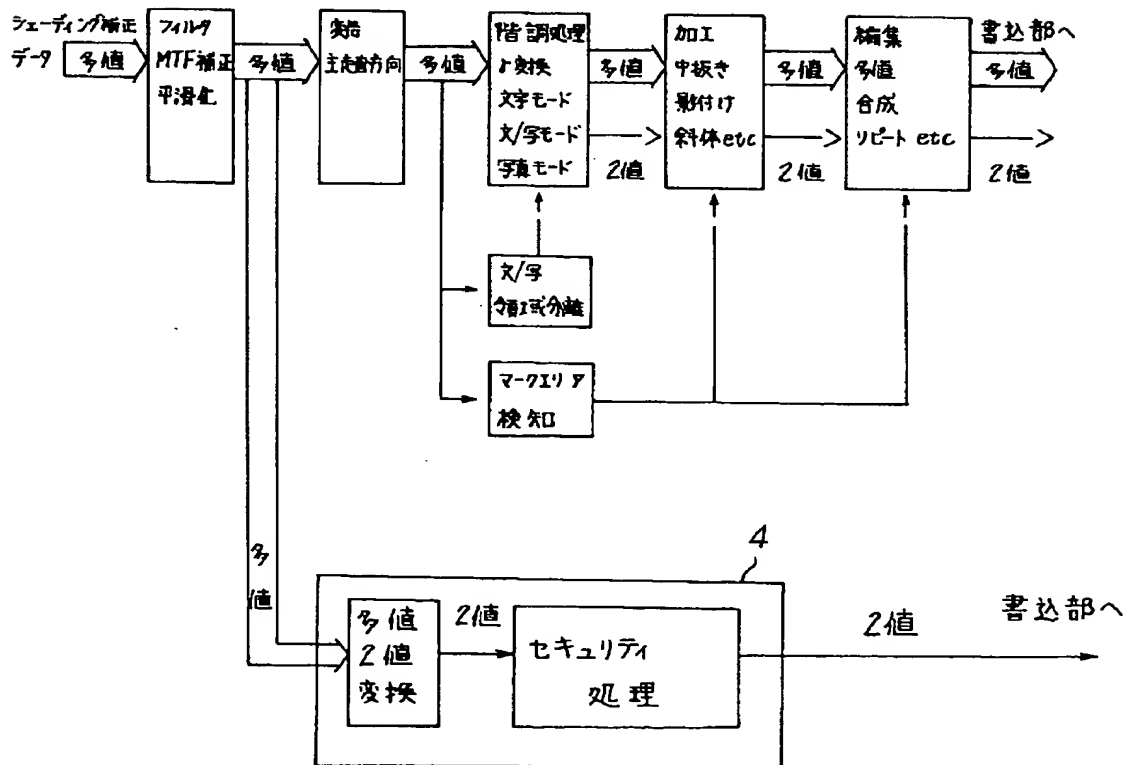 シェーディング補正
データ
多値
フィルタ
MTF補正
平滑化
多値
変倍
主走査方向
多値
階調処理
γ変換
文字モード
文/写モード
写真モード
多値
2値
加工
中抜き
影付け
斜体etc
多値
2値
編集
多値
合成
リピート etc
書込部へ
多値
2値
文/写
領域分離
マークエリア
検知
多値
4
多値
2値
変換
2値
セキュリティ
処理
2値
書込部へ